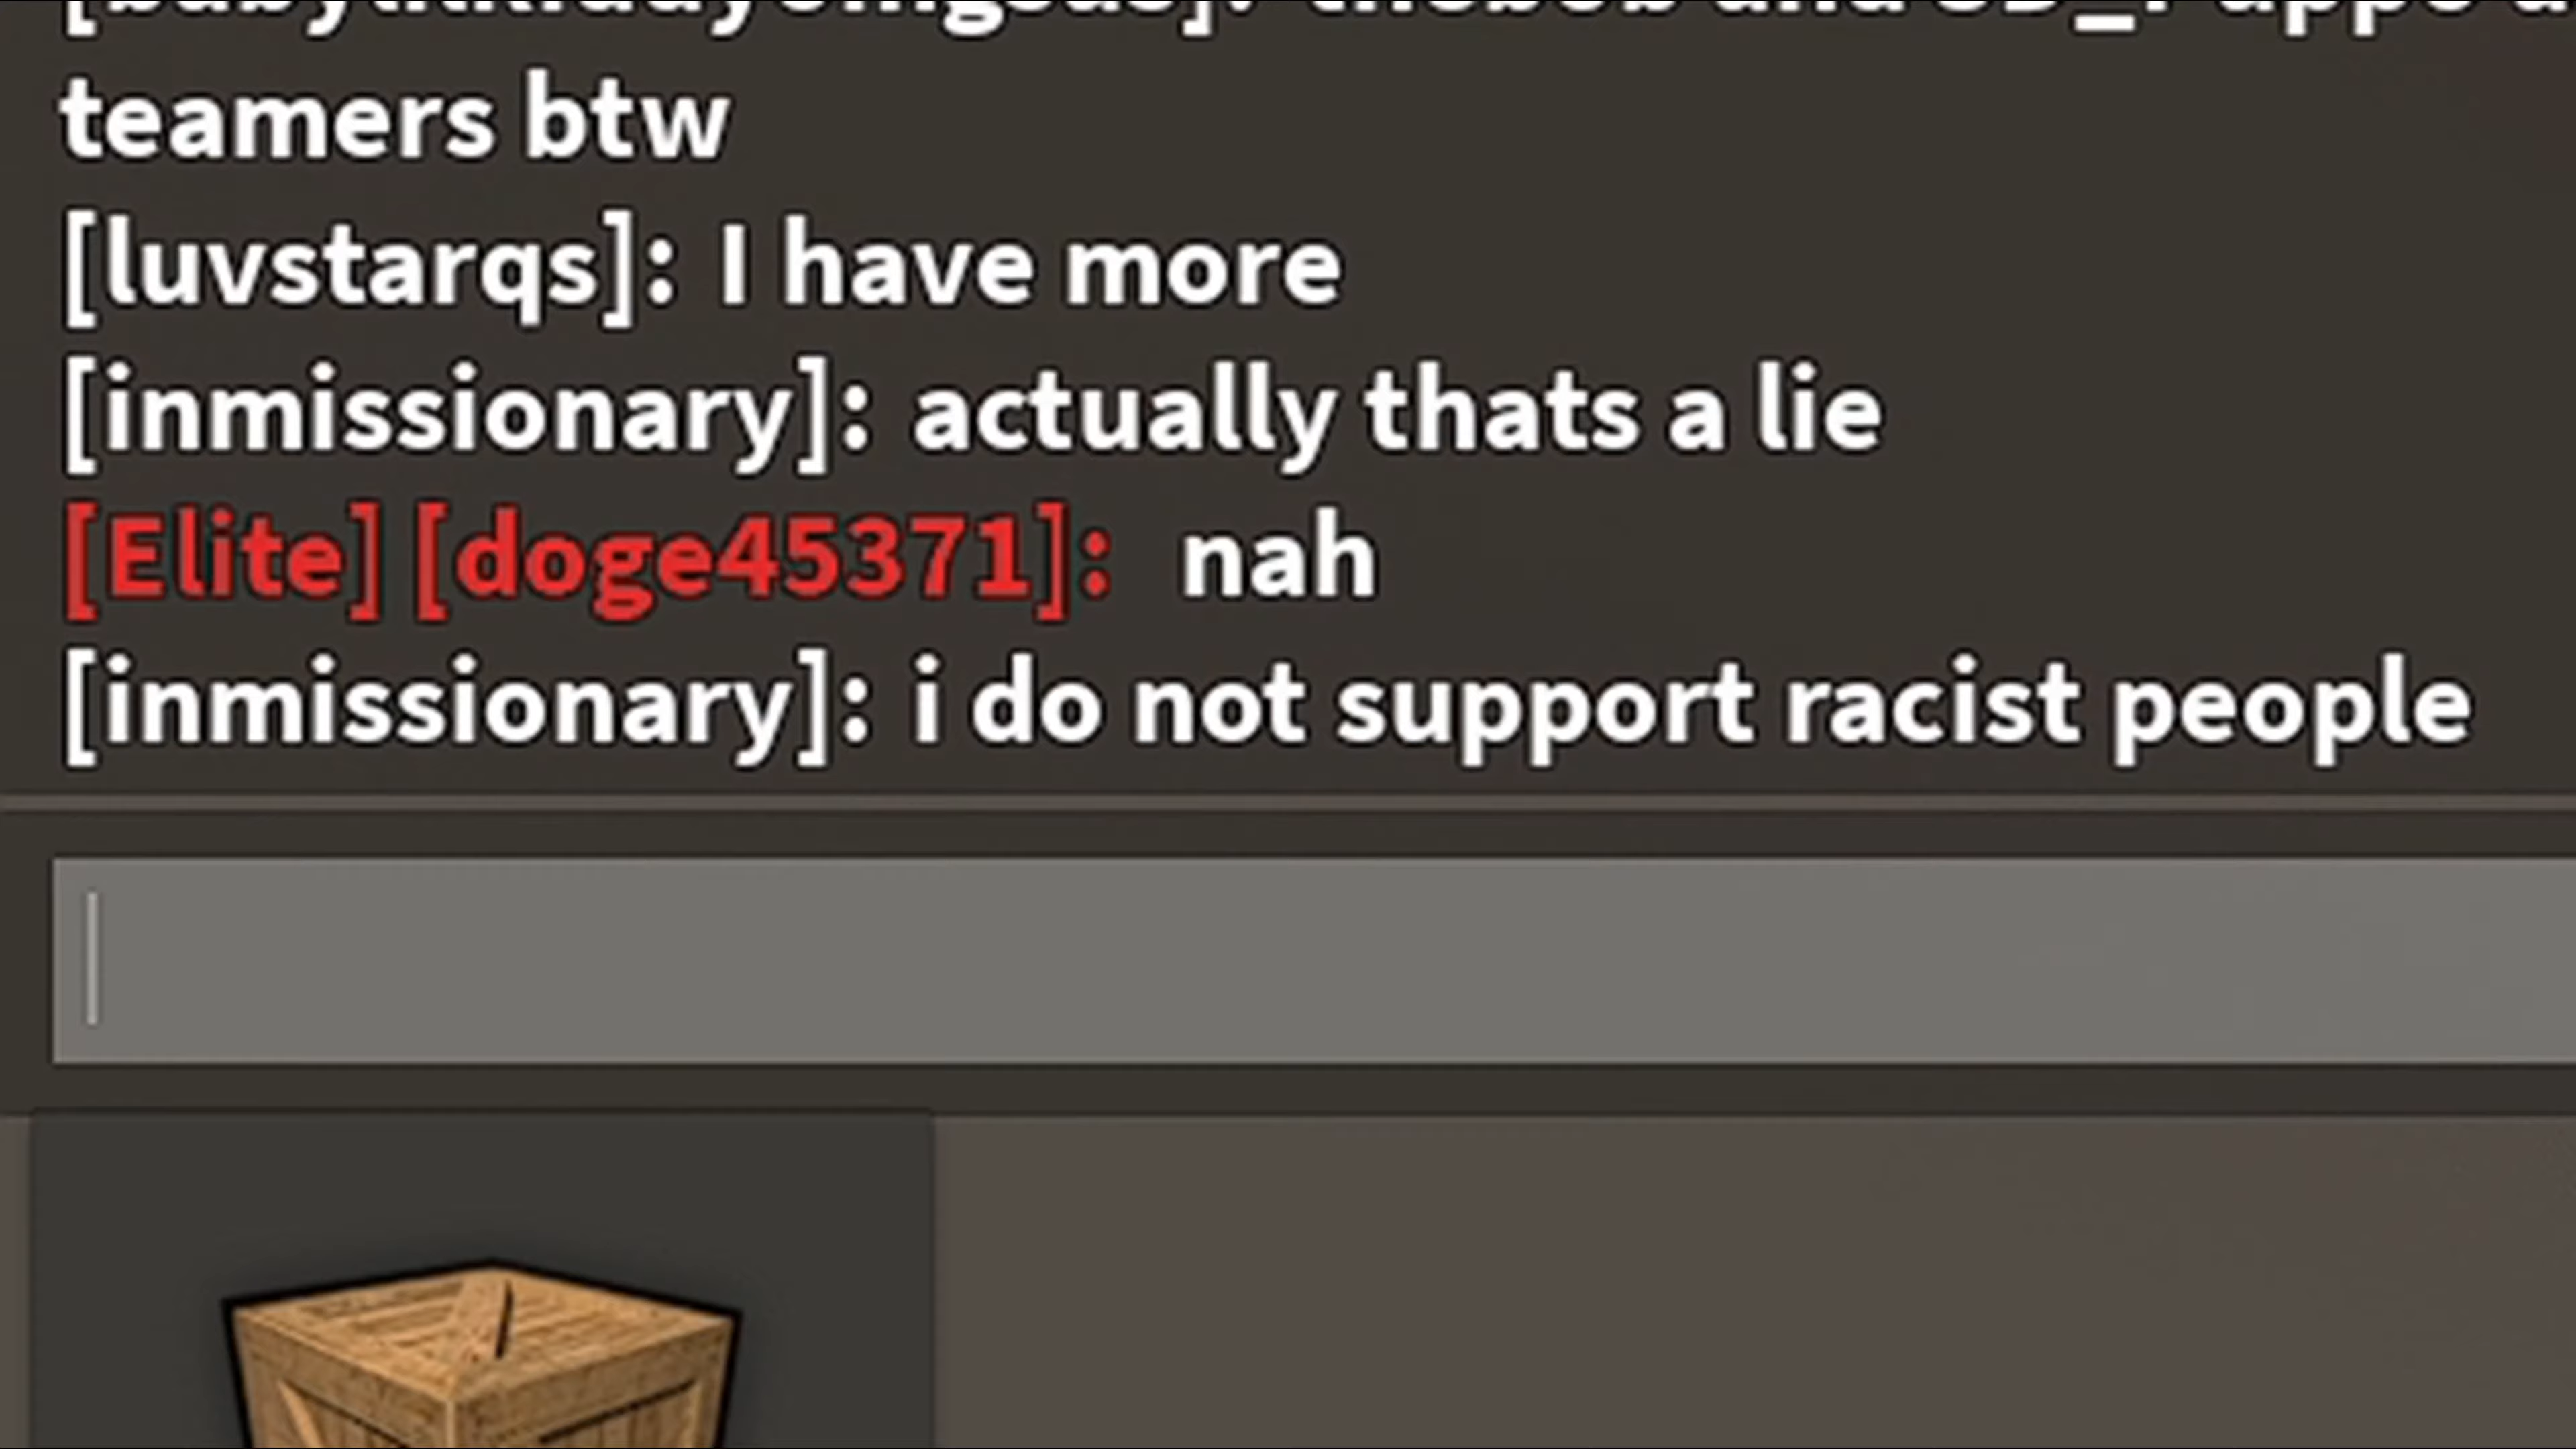 teamers btw
[luvstarqs]: I have more
[inmissionary]: actually thats a lie
[Elite] [doge45371]: nah
[inmissionary]: i do not support racist people